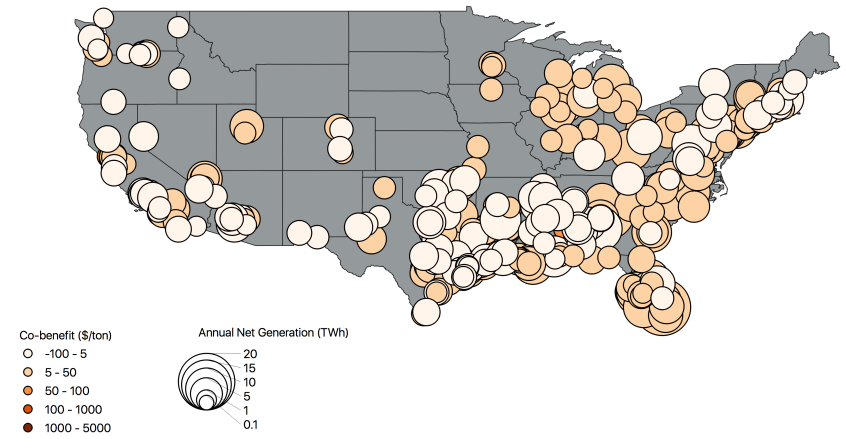 Co-benefit ($/ton)
-100 - 5
5 - 50
50 - 100
100 - 1000
1000 - 5000
Annual Net Generation (TWh)
20
15
10
5
1
0.1